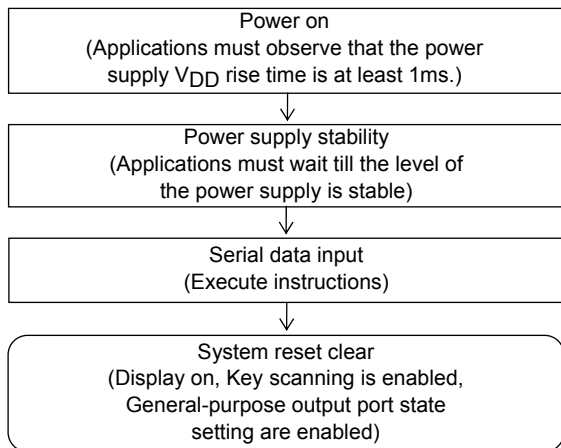 Power on
(Applications must observe that the power
supply VDD rise time is at least 1ms.)
Power supply stability
(Applications must wait till the level of
the power supply is stable)
Serial data input
(Execute instructions)
System reset clear
(Display on, Key scanning is enabled,
General-purpose output port state
setting are enabled)